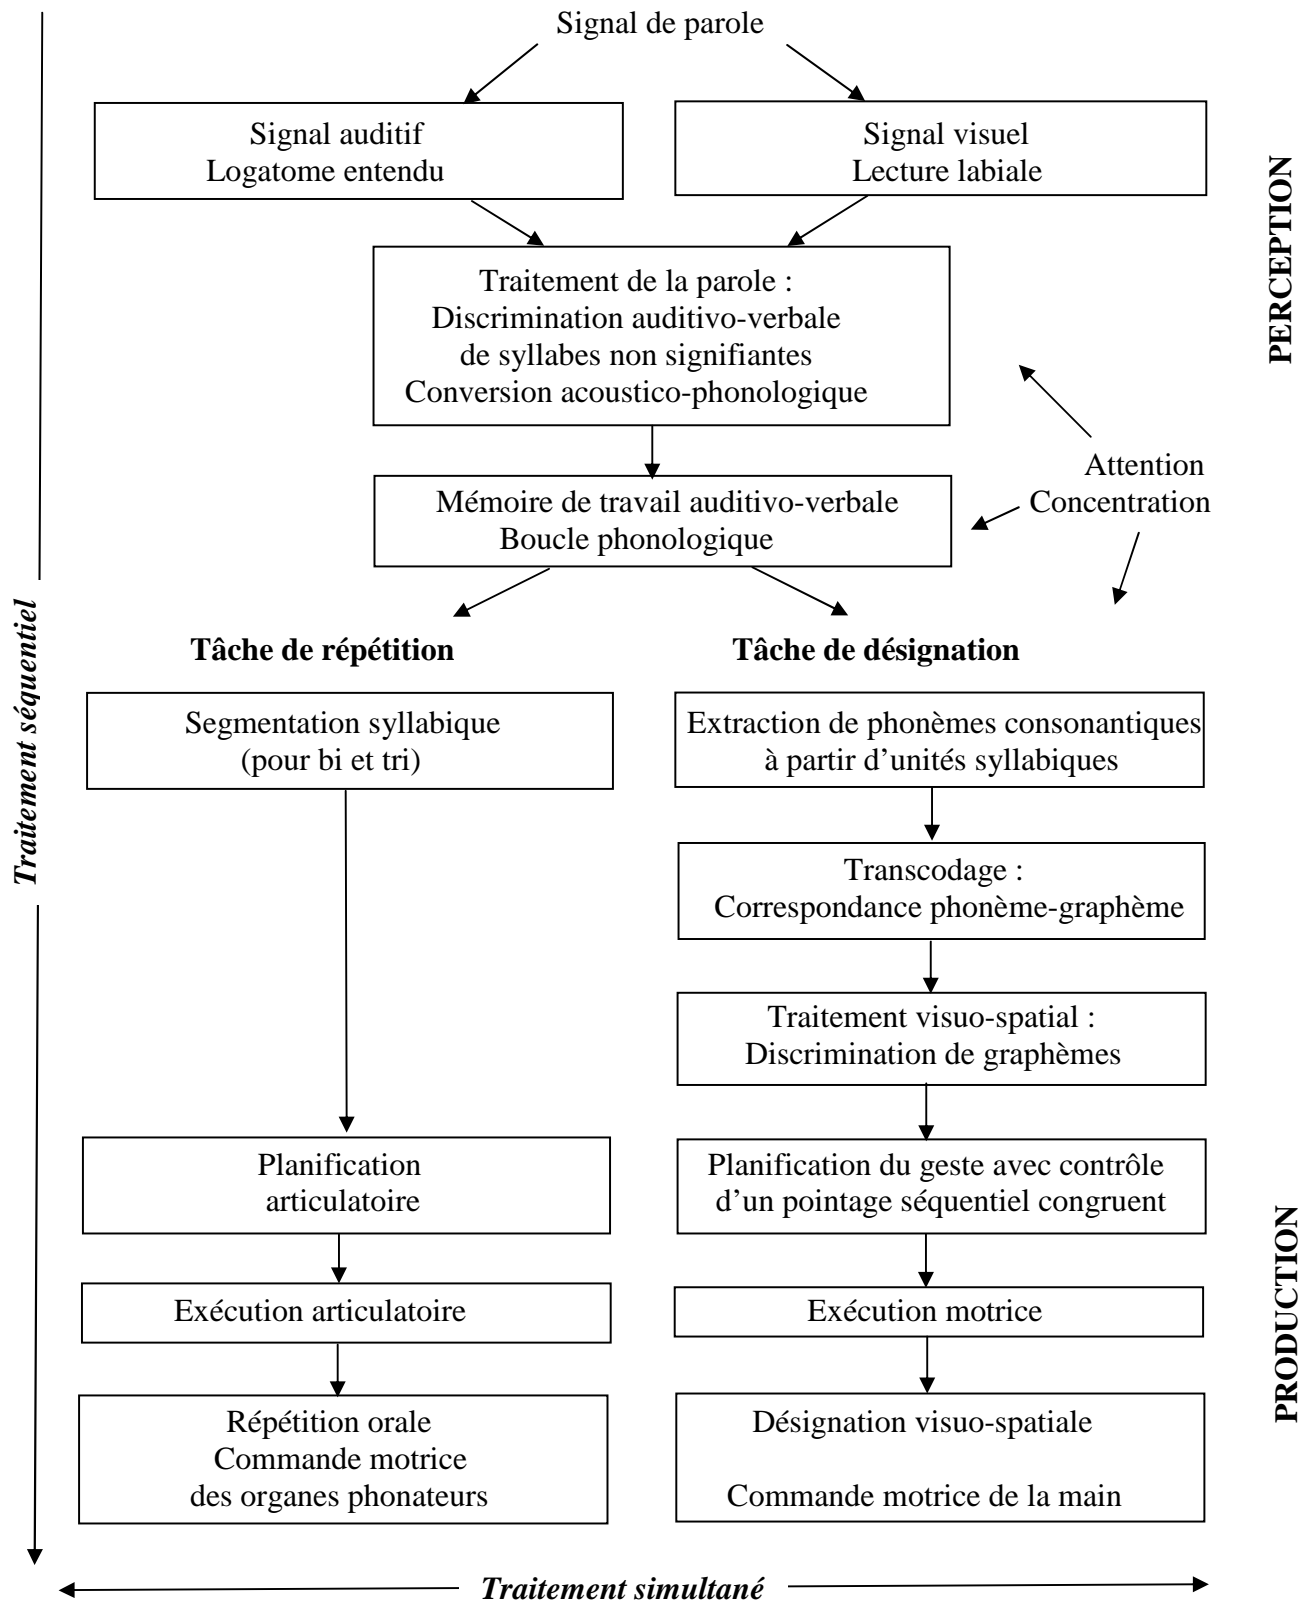 Signal de parole
Signal auditif
Logatome entendu
Signal visuel
Lecture labiale
PERCEPTION
Traitement de la parole :
Discrimination auditivo-verbale
de syllabes non signifiantes
Conversion acoustico-phonologique
Attention
Concentration
Mémoire de travail auditivo-verbale
Boucle phonologique
Traitement séquentiel
Tâche de répétition
Tâche de désignation
Segmentation syllabique
(pour bi et tri)
Extraction de phonèmes consonantiques
à partir d'unités syllabiques
Transcodage :
Correspondance phonème-graphème
Traitement visuo-spatial :
Discrimination de graphèmes
Planification
articulatoire
Planification du geste avec contrôle
d'un pointage séquentiel congruent
PRODUCTION
Exécution articulatoire
Exécution motrice
Répétition orale
Commande motrice
des organes phonateurs
Désignation visuo-spatiale
Commande motrice de la main
Traitement simultané